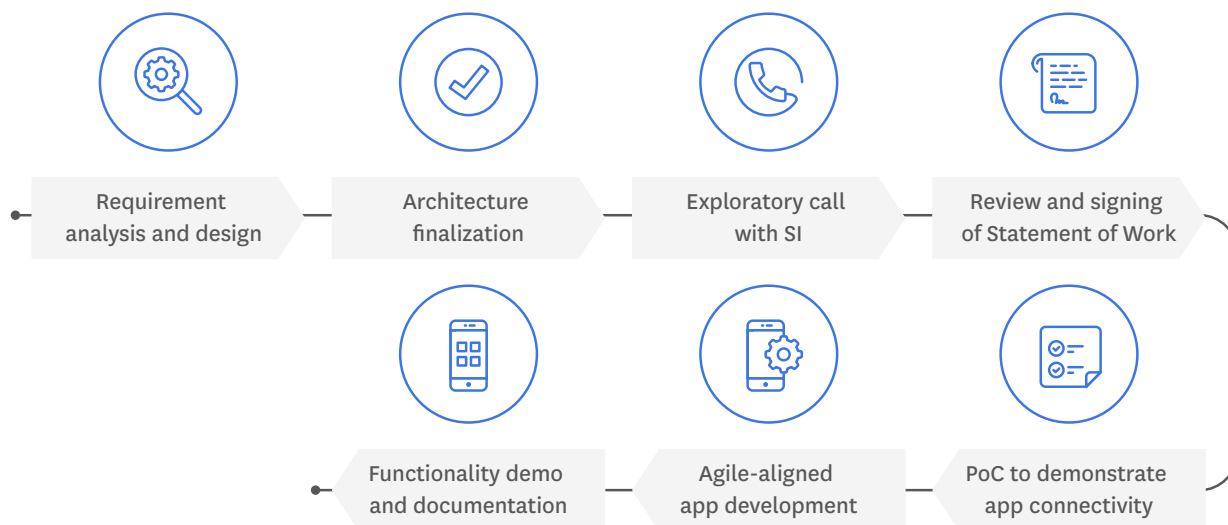 Requirement
analysis and design
Architecture
finalization
Exploratory call
with SI
Review and signing
of Statement of Work
PoC to demonstrate
app connectivity
Agile-aligned
app development
Functionality demo
and documentation